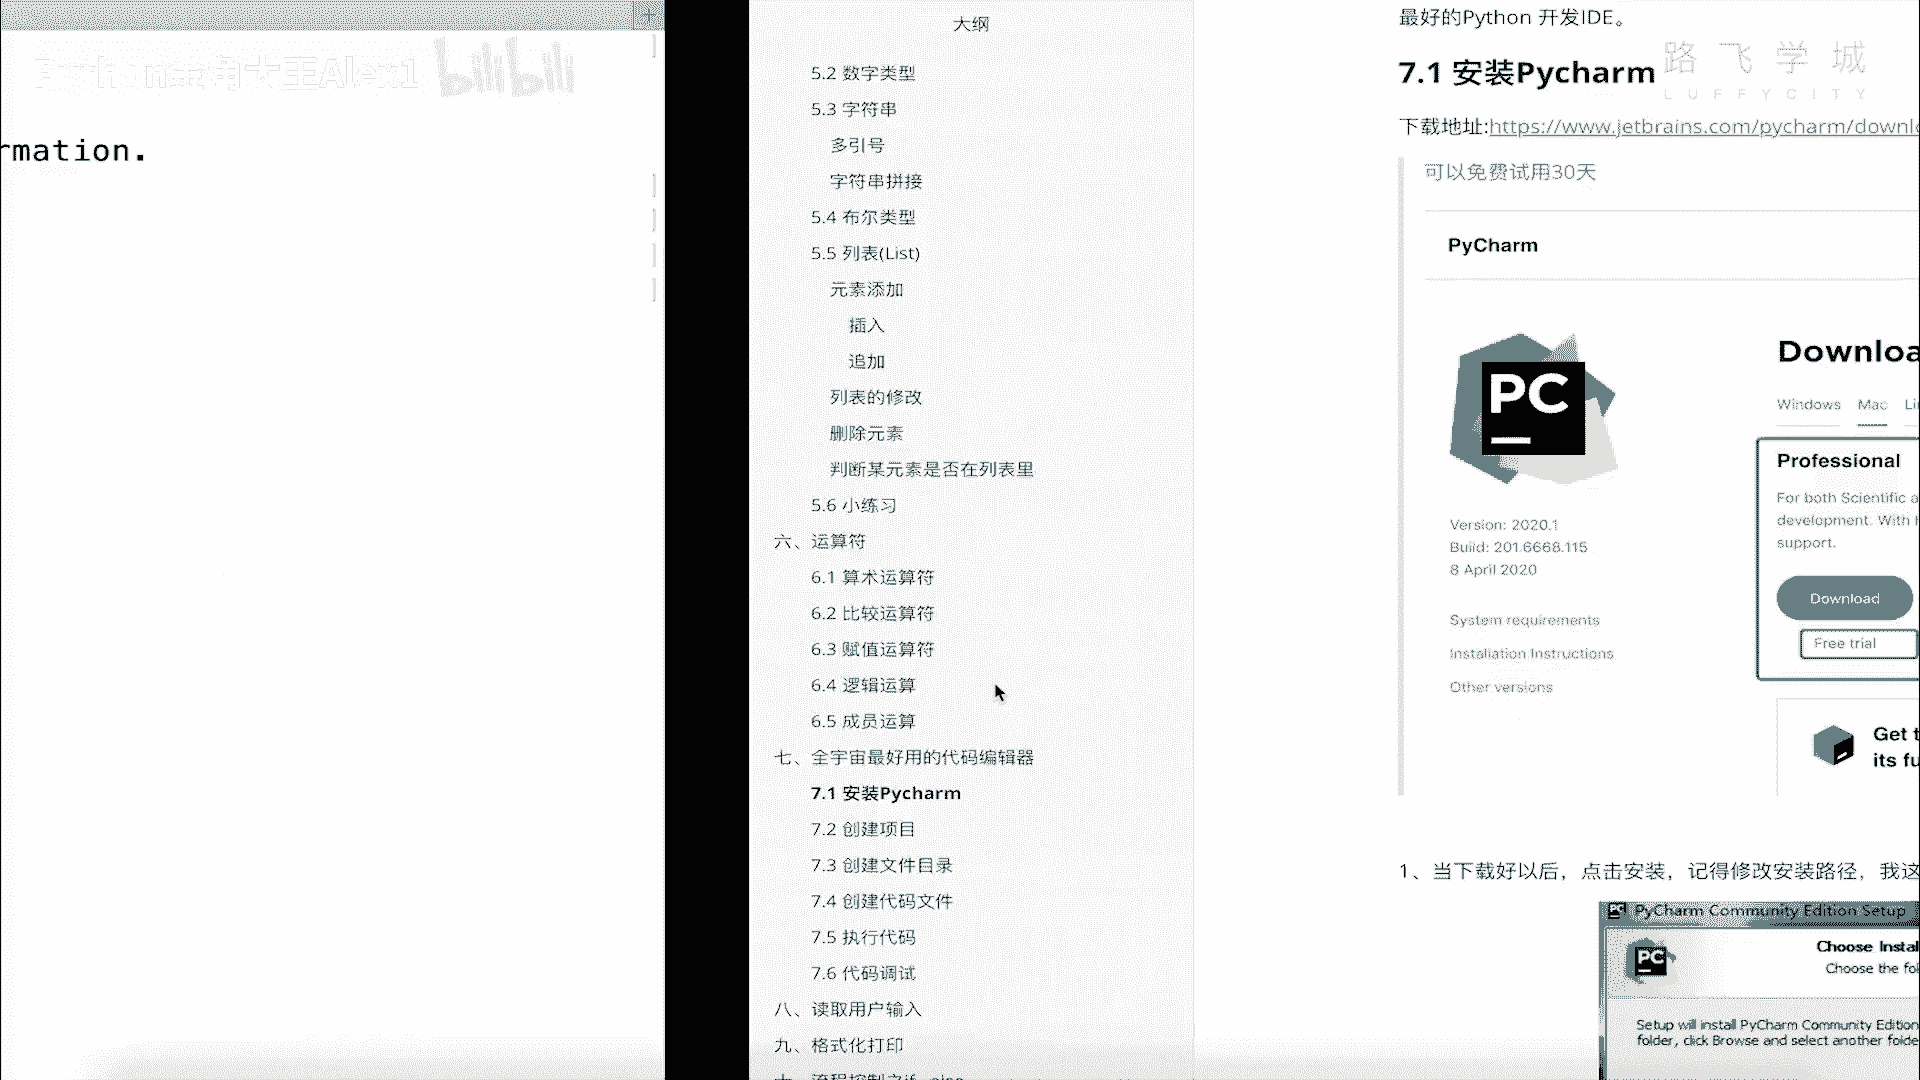 Alex1
bilibili
rmation.
大纲
5.2 数字类型
5.3 字符串
多引号
字符串拼接
5.4 布尔类型
5.5 列表(List)
元素添加
插入
追加
列表的修改
删除元素
判断某元素是否在列表里
5.6 小练习
六、运算符
6.1 算术运算符
6.2 比较运算符
6.3 赋值运算符
6.4 逻辑运算
6.5 成员运算
七、全宇宙最好用的代码编辑器
7.1 安装Pycharm
7.2 创建项目
7.3 创建文件目录
7.4 创建代码文件
7.5 执行代码
7.6 代码调试
八、读取用户输入
九、格式化打印
最好的Python 开发IDE。
7.1 安装Pycharm
路飞学城
LUFFYCITY
下载地址:https://www.jetbrains.com/pycharm/downl
可以免费试用30天
PyCharm
PC
Version: 2020.1
Build: 201.6668.115
8 April 2020
System requirements
Installation Instructions
Other versions
Downloa
Windows Mac Li
Professional
For both Scientific a
development. With H
support.
Download
Free trial
Get t
its fu
1、当下载好以后，点击安装，记得修改安装路径，我这
PC PyCharm Community Edition Setup
PC
Choose Instal
Choose the fol
Setup will install PyCharm Community Edition
folder, click Browse and select another folde